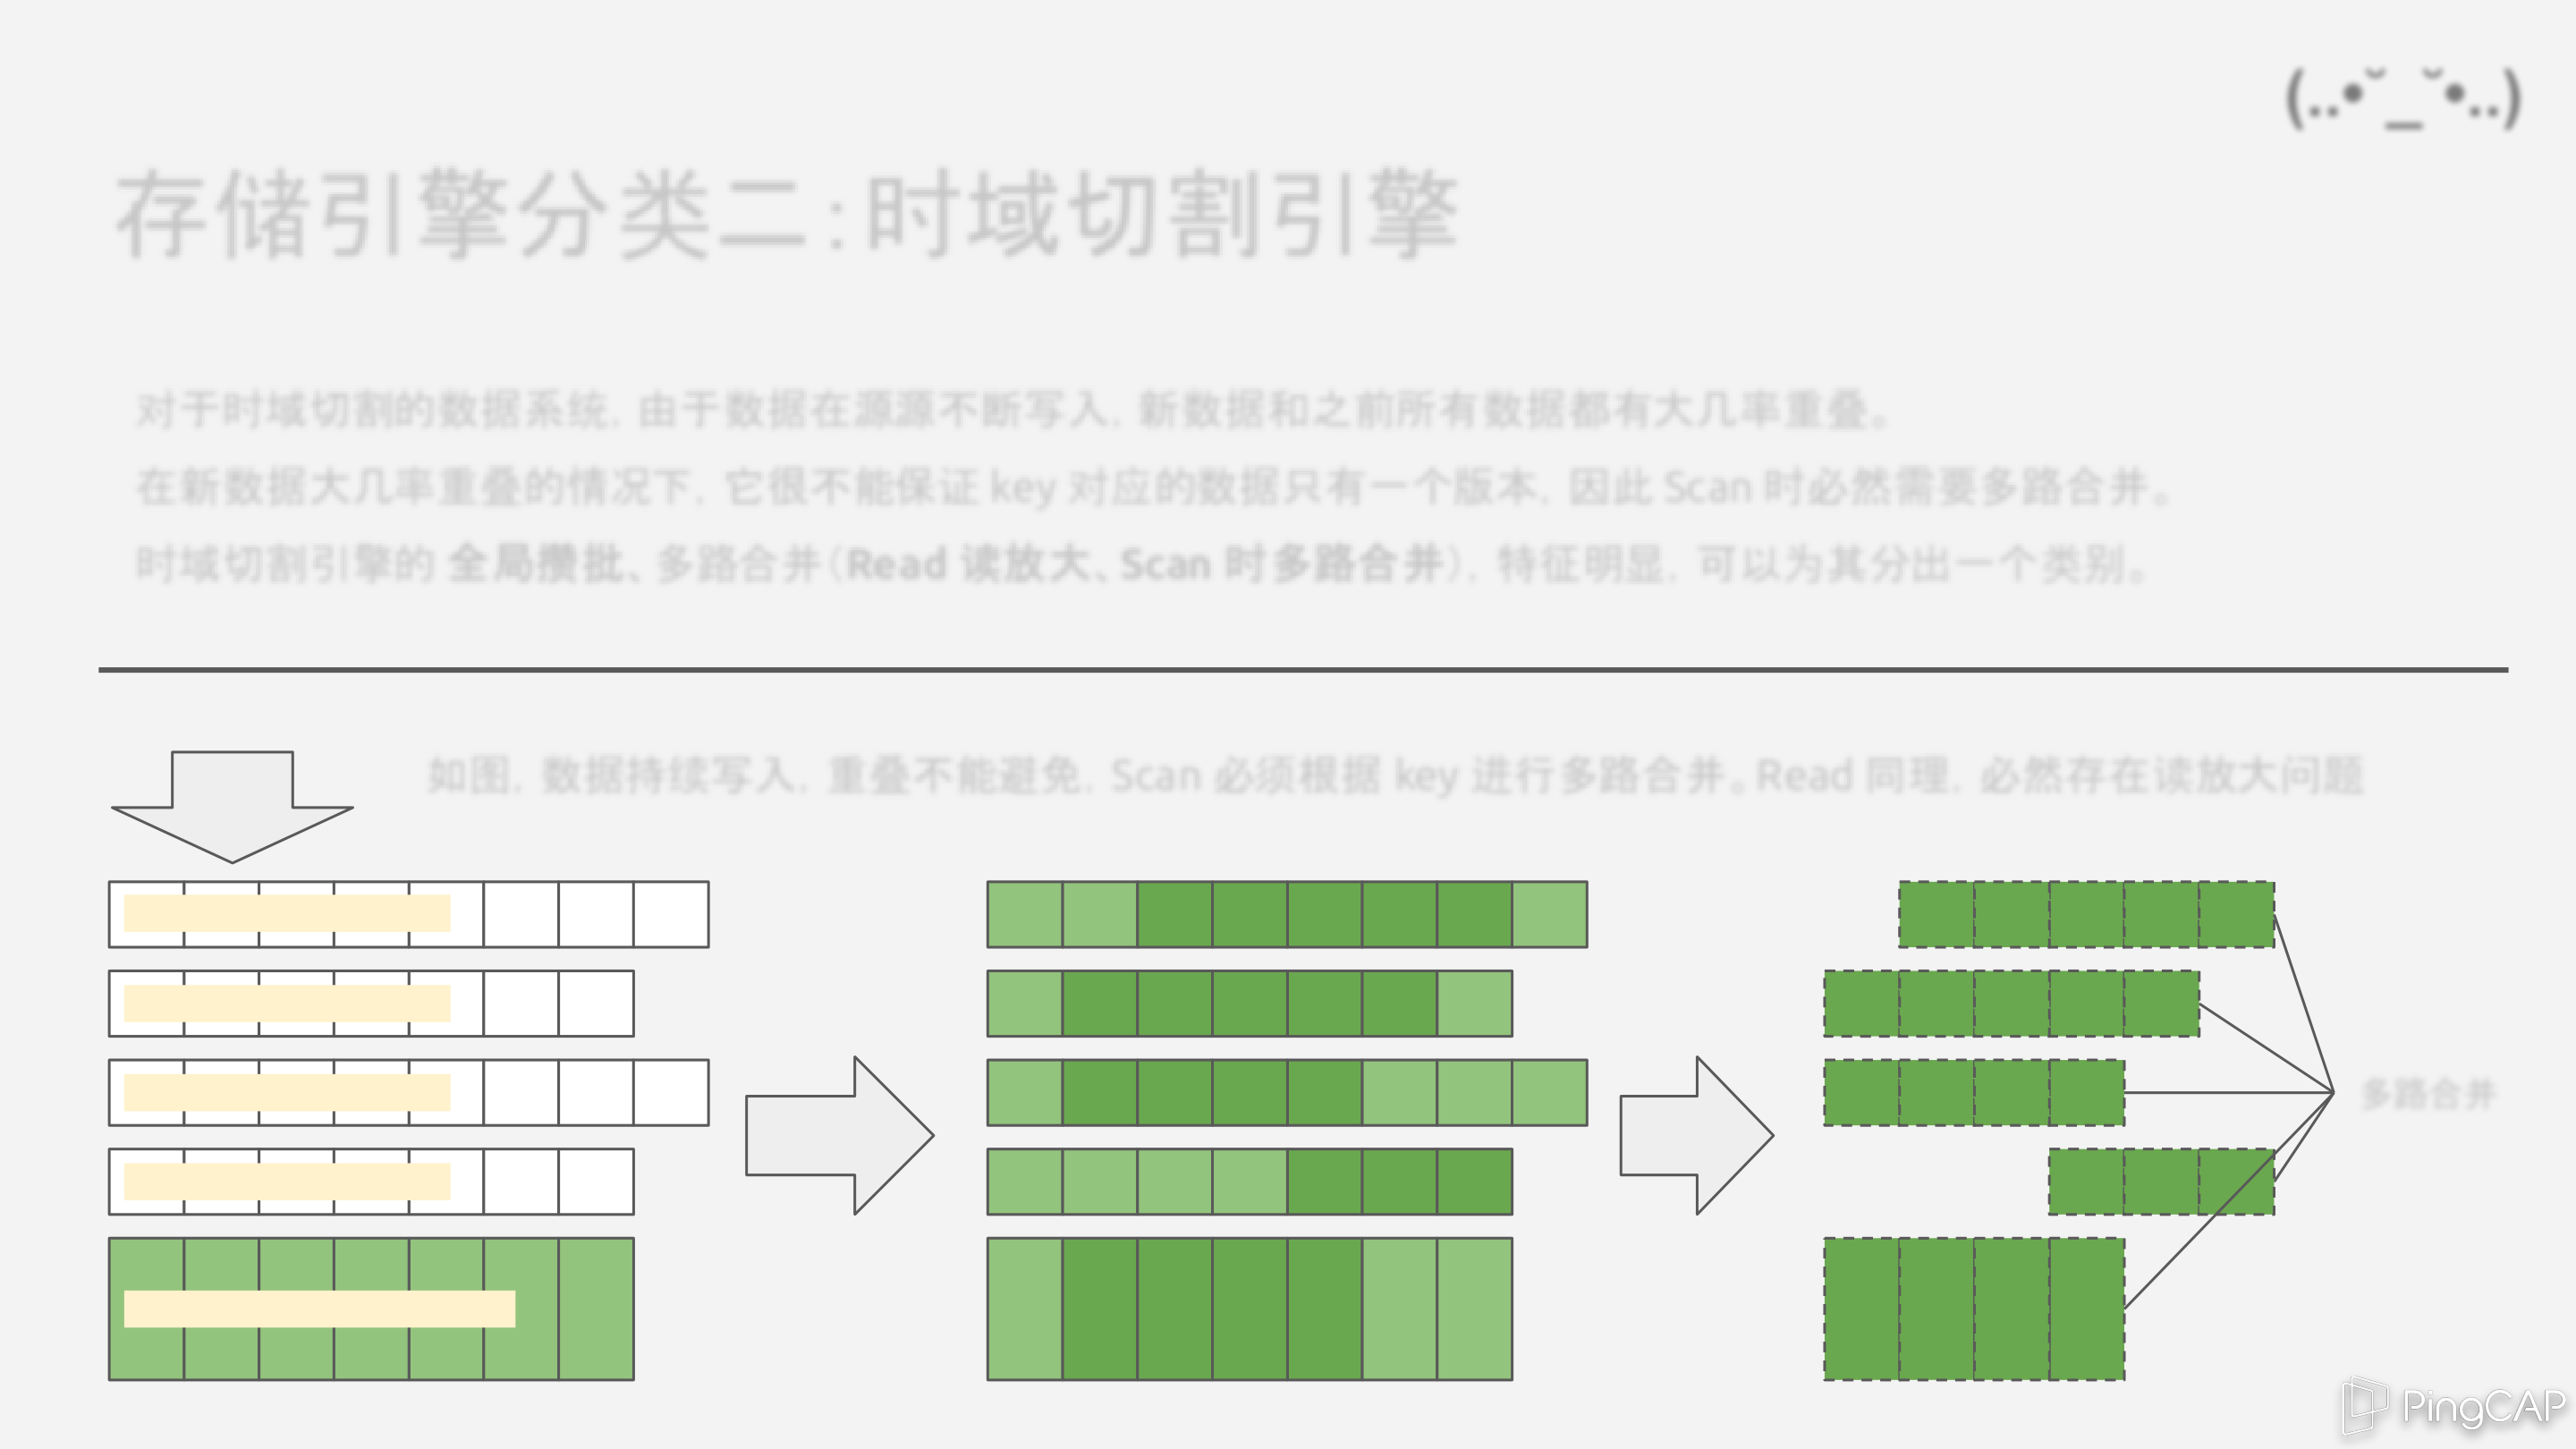 (..•˘_˘•..)
存储引擎分类二：时域切割引擎
对于时域切割的数据系统，由于数据在源源不断写入，新数据和之前所有数据都有大几率重叠。
在新数据大几率重叠的情况下，它很不能保证 key 对应的数据只有一个版本，因此 Scan 时必然需要多路合并。
时域切割引擎的 全局攒批、多路合并（Read 读放大、Scan 时多路合并），特征明显，可以为其分出一个类别。
如图，数据持续写入，重叠不能避免，Scan 必须根据 key 进行多路合并。Read 同理，必然存在读放大问题
多路合并
PingCAP